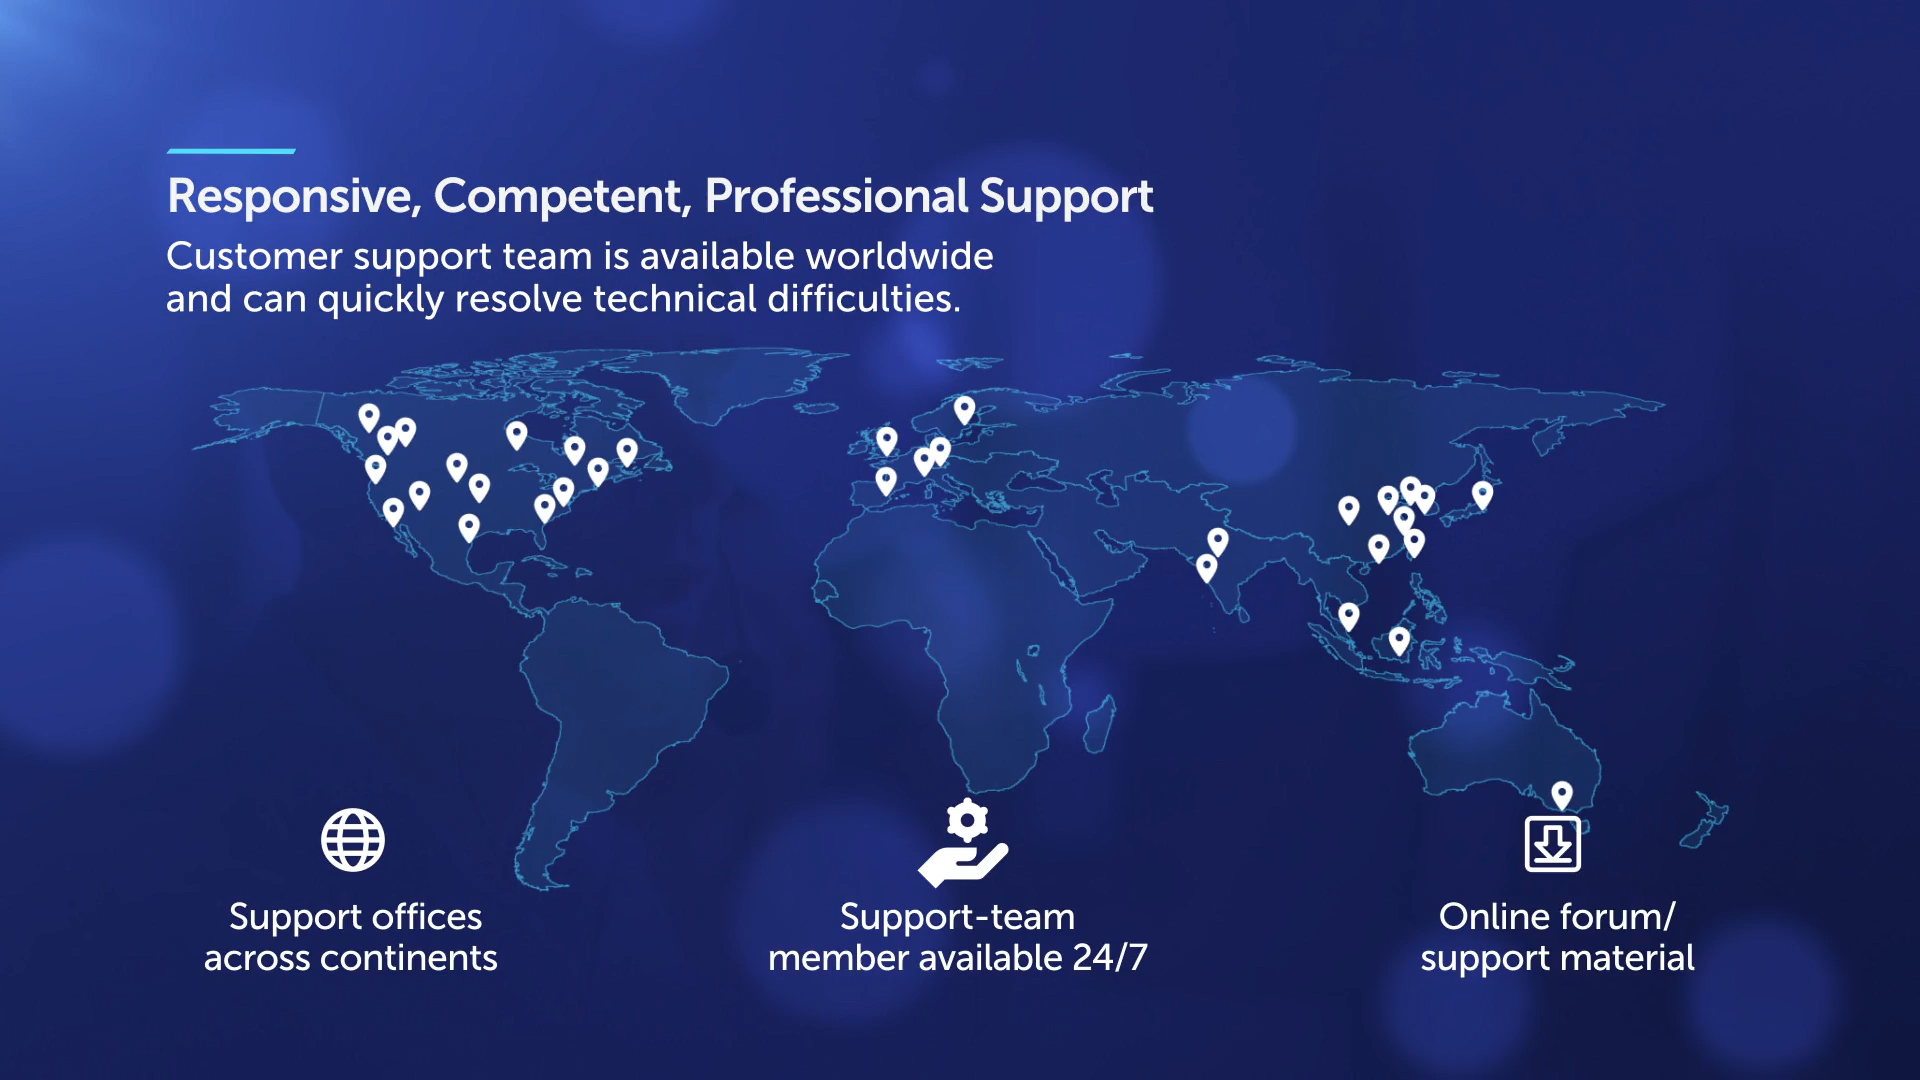 Responsive, Competent, Professional Support
Customer support team is available worldwide
and can quickly resolve technical difficulties.
Support offices
across continents
Support-team
member available 24/7
Online forum/
support material